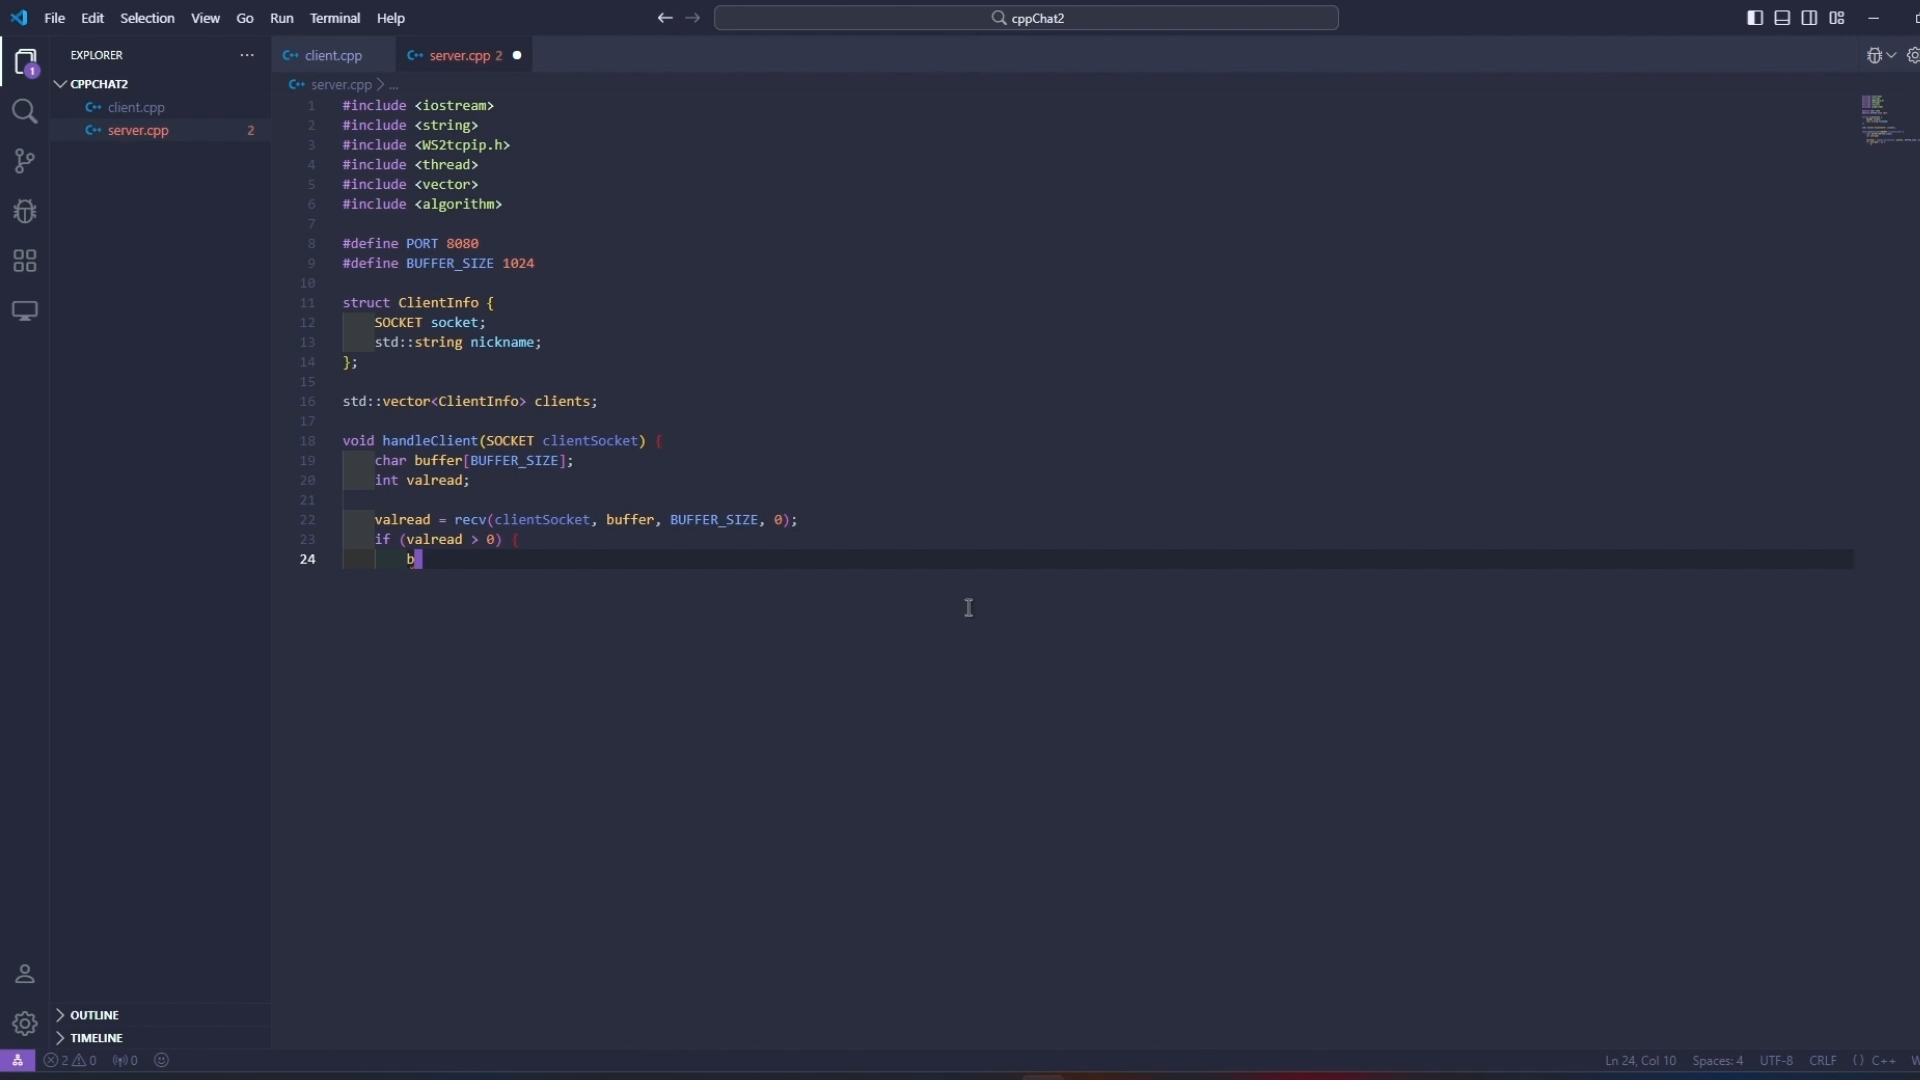 File Edit Selection View Go Run Terminal Help
cppChat2
EXPLORER
client.cpp
server.cpp 2
1
CPPCHAT2
server.cpp > ...
client.cpp
server.cpp 2
1 #include <iostream>
2 #include <string>
3 #include <WS2tcpip.h>
4 #include <thread>
5 #include <vector>
6 #include <algorithm>
7
8 #define PORT 8080
9 #define BUFFER_SIZE 1024
10
11 struct ClientInfo {
12 SOCKET socket;
13 std::string nickname;
14 };
15
16 std::vector<ClientInfo> clients;
17
18 void handleClient(SOCKET clientSocket) {
19 char buffer[BUFFER_SIZE];
20 int valread;
21
22 valread = recv(clientSocket, buffer, BUFFER_SIZE, 0);
23 if (valread > 0) {
24 b
OUTLINE
TIMELINE
2 0 0
Ln 24, Col 10 Spaces: 4 UTF-8 CRLF {} C++